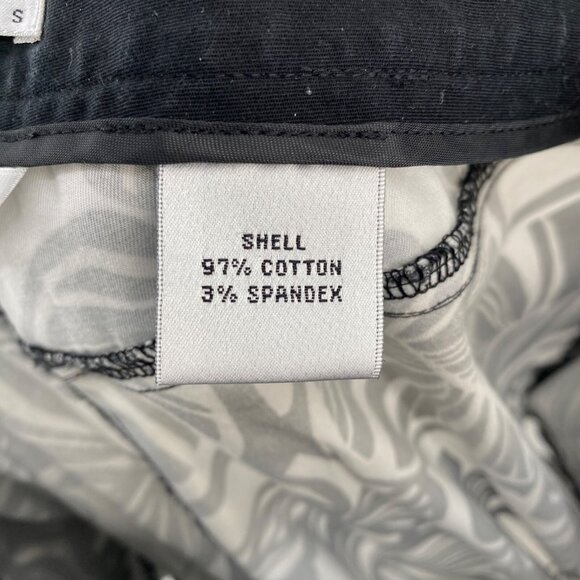 S
SHELL
97% COTTON
3% SPANDEX